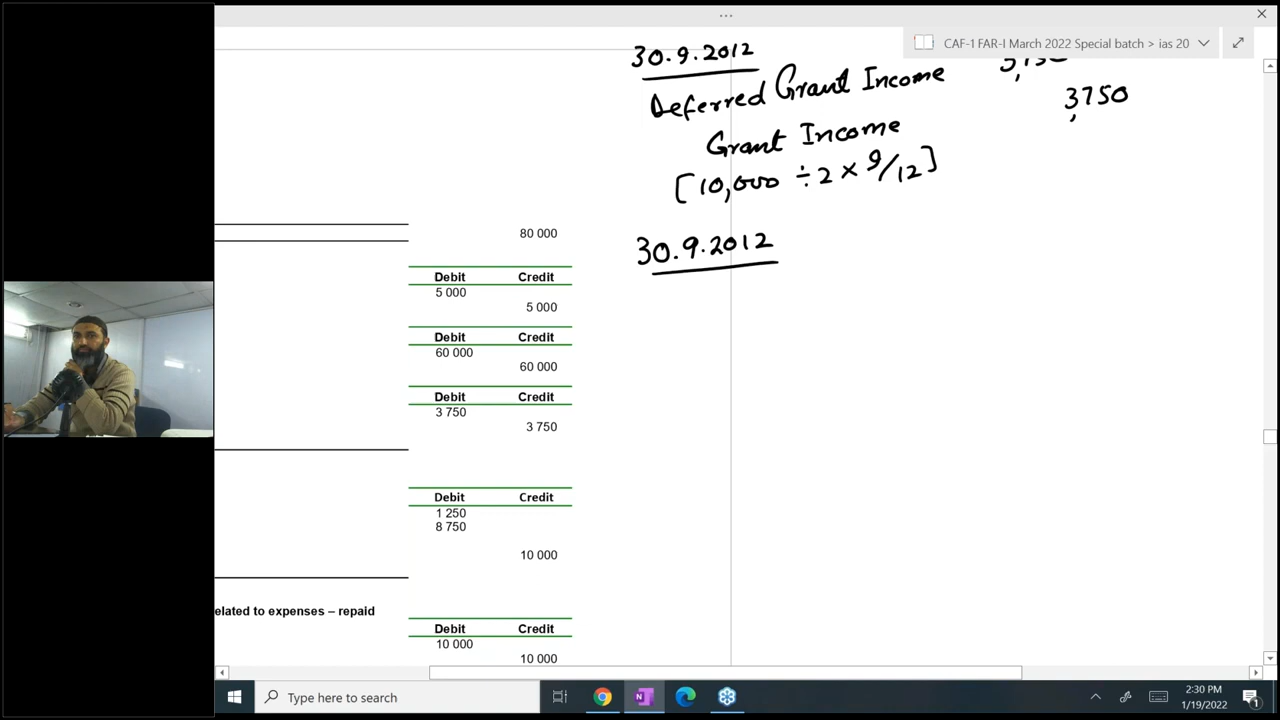 CAF-1 FAR-I March 2022 Special batch > ias 20
30.9.2012
Deferred Grant Income
3,750
Grant Income
[10,000 ÷ 2 × 9/12]
30.9.2012
80 000
Debit Credit
5 000
5 000
Debit Credit
60 000
60 000
Debit Credit
3 750
3 750
Debit Credit
1 250
8 750
10 000
elated to expenses – repaid
Debit Credit
10 000
10 000
Type here to search
2:30 PM
1/19/2022